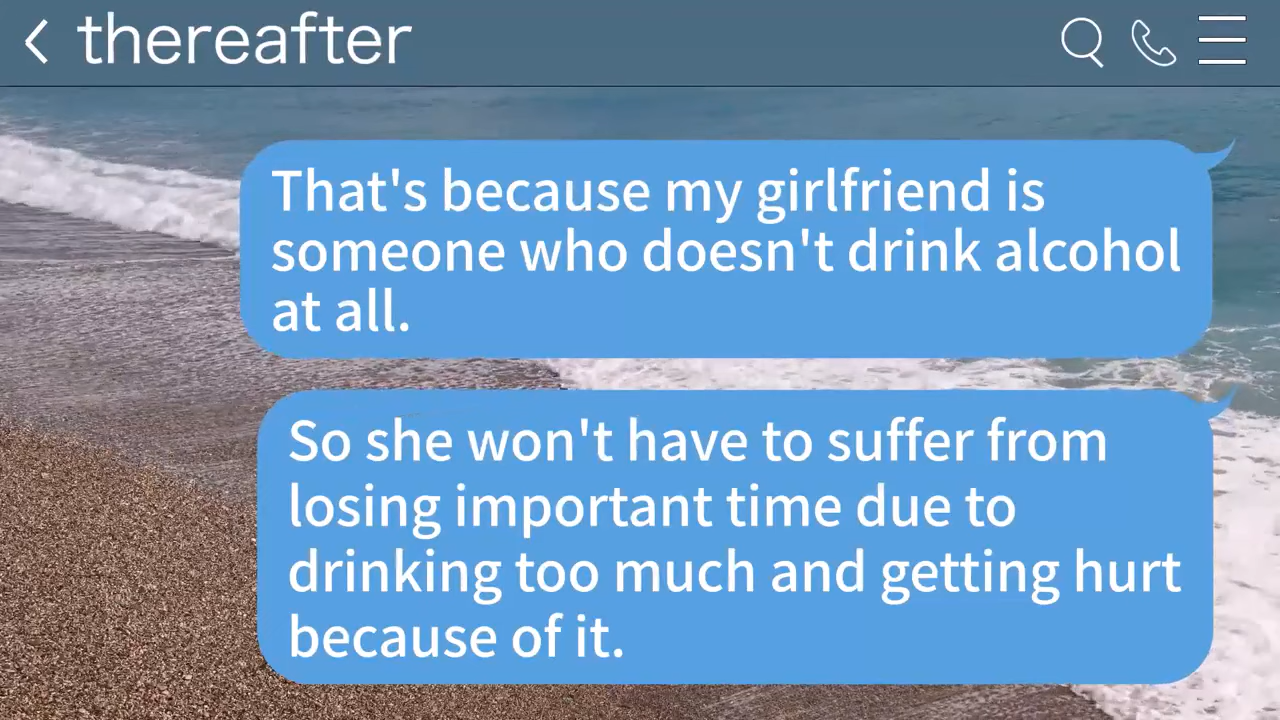 thereafter
That's because my girlfriend is
someone who doesn't drink alcohol
at all.
So she won't have to suffer from
losing important time due to
drinking too much and getting hurt
because of it.